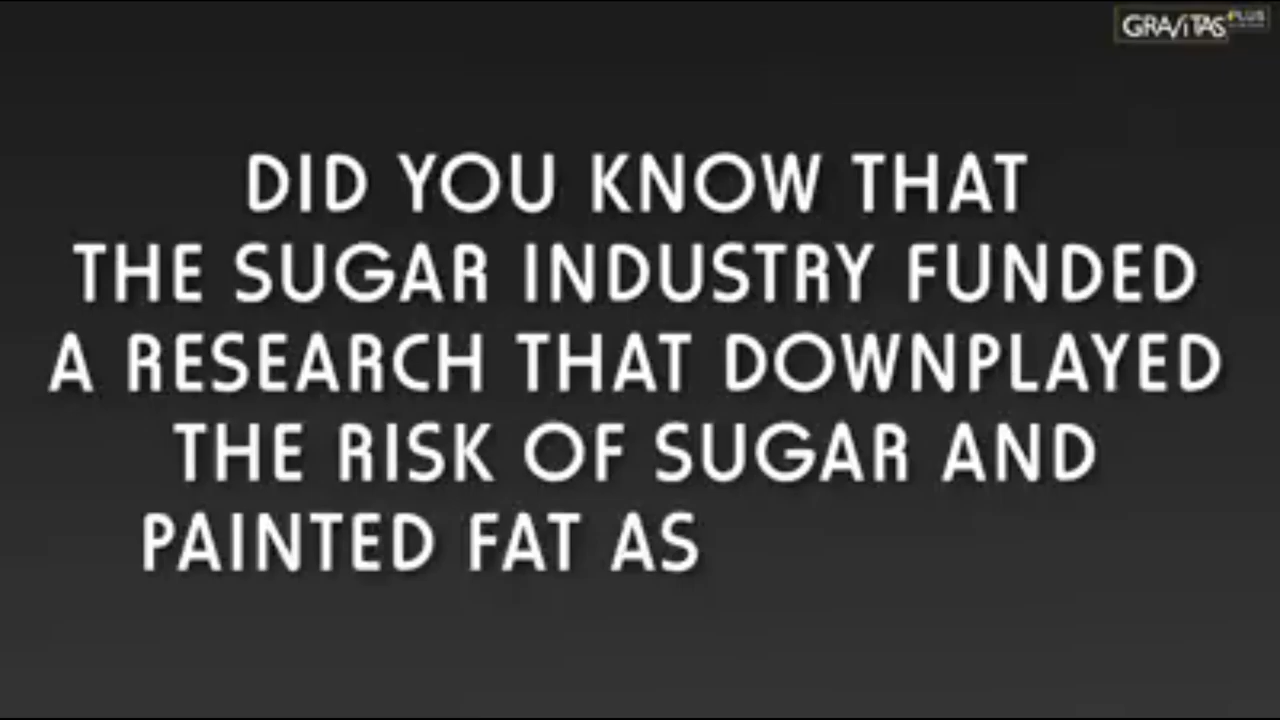 GRAVITAS PLUS
DID YOU KNOW THAT
THE SUGAR INDUSTRY FUNDED
A RESEARCH THAT DOWNPLAYED
THE RISK OF SUGAR AND
PAINTED FAT AS